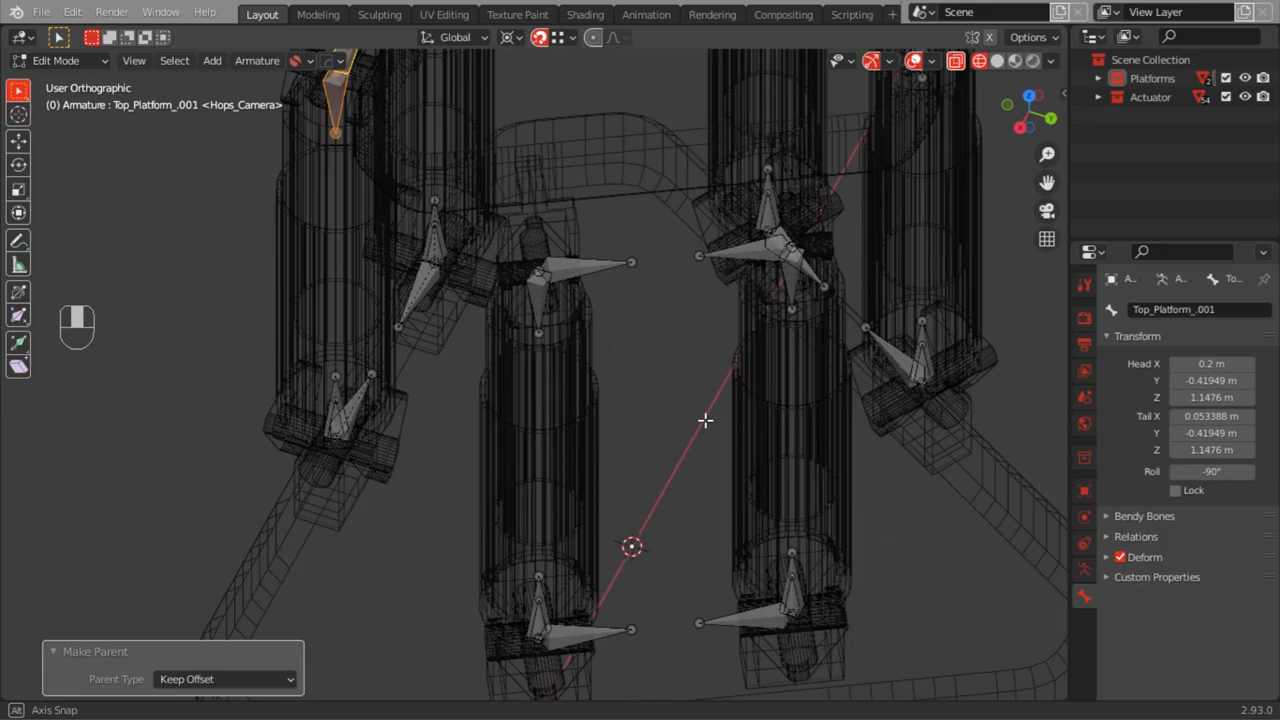 File Edit Render Window Help Layout Modeling Sculpting UV Editing Texture Paint Shading Animation Rendering Compositing Scripting + Scene View Layer
Global X Options
Edit Mode View Select Add Armature
User Orthographic
(0) Armature : Top_Platform_.001 <Hops_Camera>
Z
Y
X
Scene Collection
Platforms 2
Actuator 54
A... A... To...
Top_Platform_.001
Transform
Head X 0.2 m
Y -0.41949 m
Z 1.1476 m
Tail X 0.053388 m
Y -0.41949 m
Z 1.1476 m
Roll -90°
Lock
Bendy Bones
Relations
Deform
Custom Properties
Make Parent
Parent Type Keep Offset
Alt Axis Snap 2.93.0